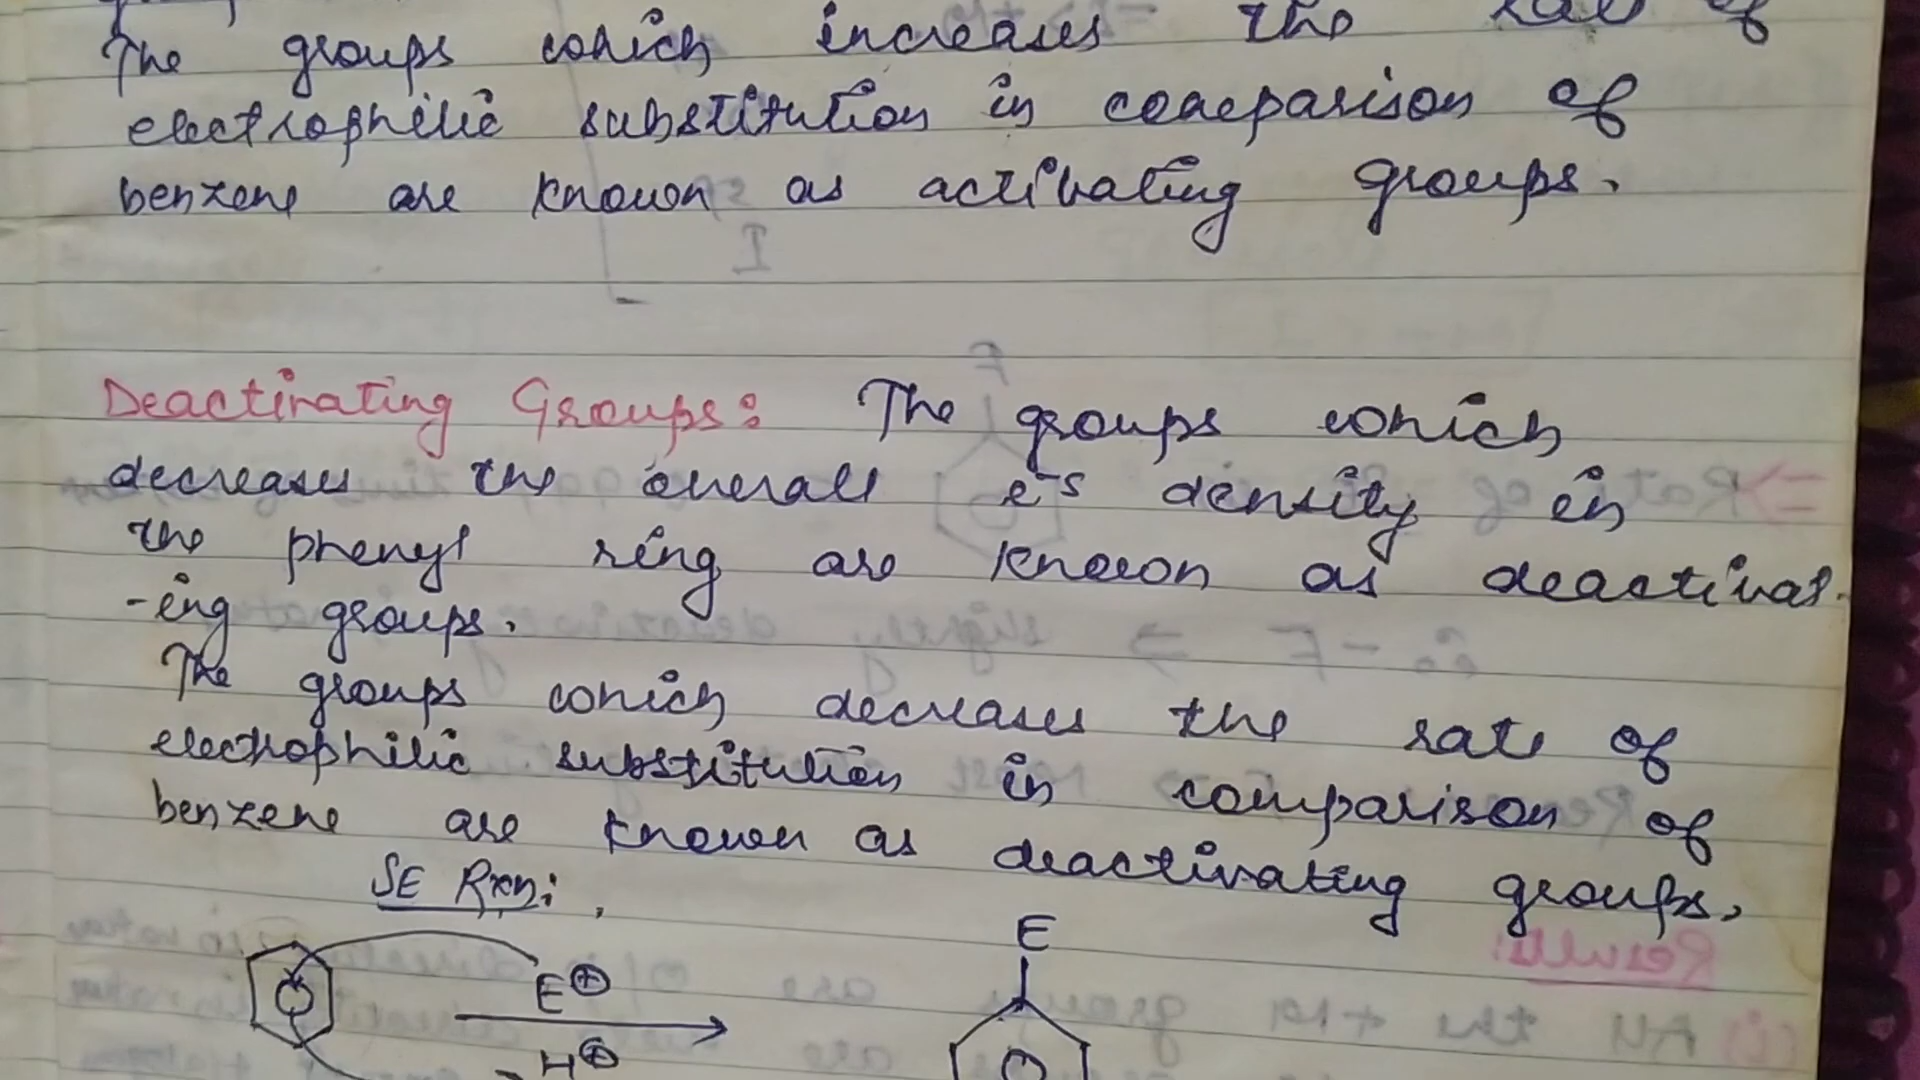 The groups which increases the rate of
electrophilic substitution in comparison of
benzene are known as activating groups.
Deactivating Groups: The groups which
decreases the overall e⁻s density in
the phenyl ring are known as deactivat-
-ing groups.
The groups which decreases the rate of
electrophilic substitution in comparison of
benzene are known as deactivating groups.
SE Rxn:
E
E⊕
H⊕